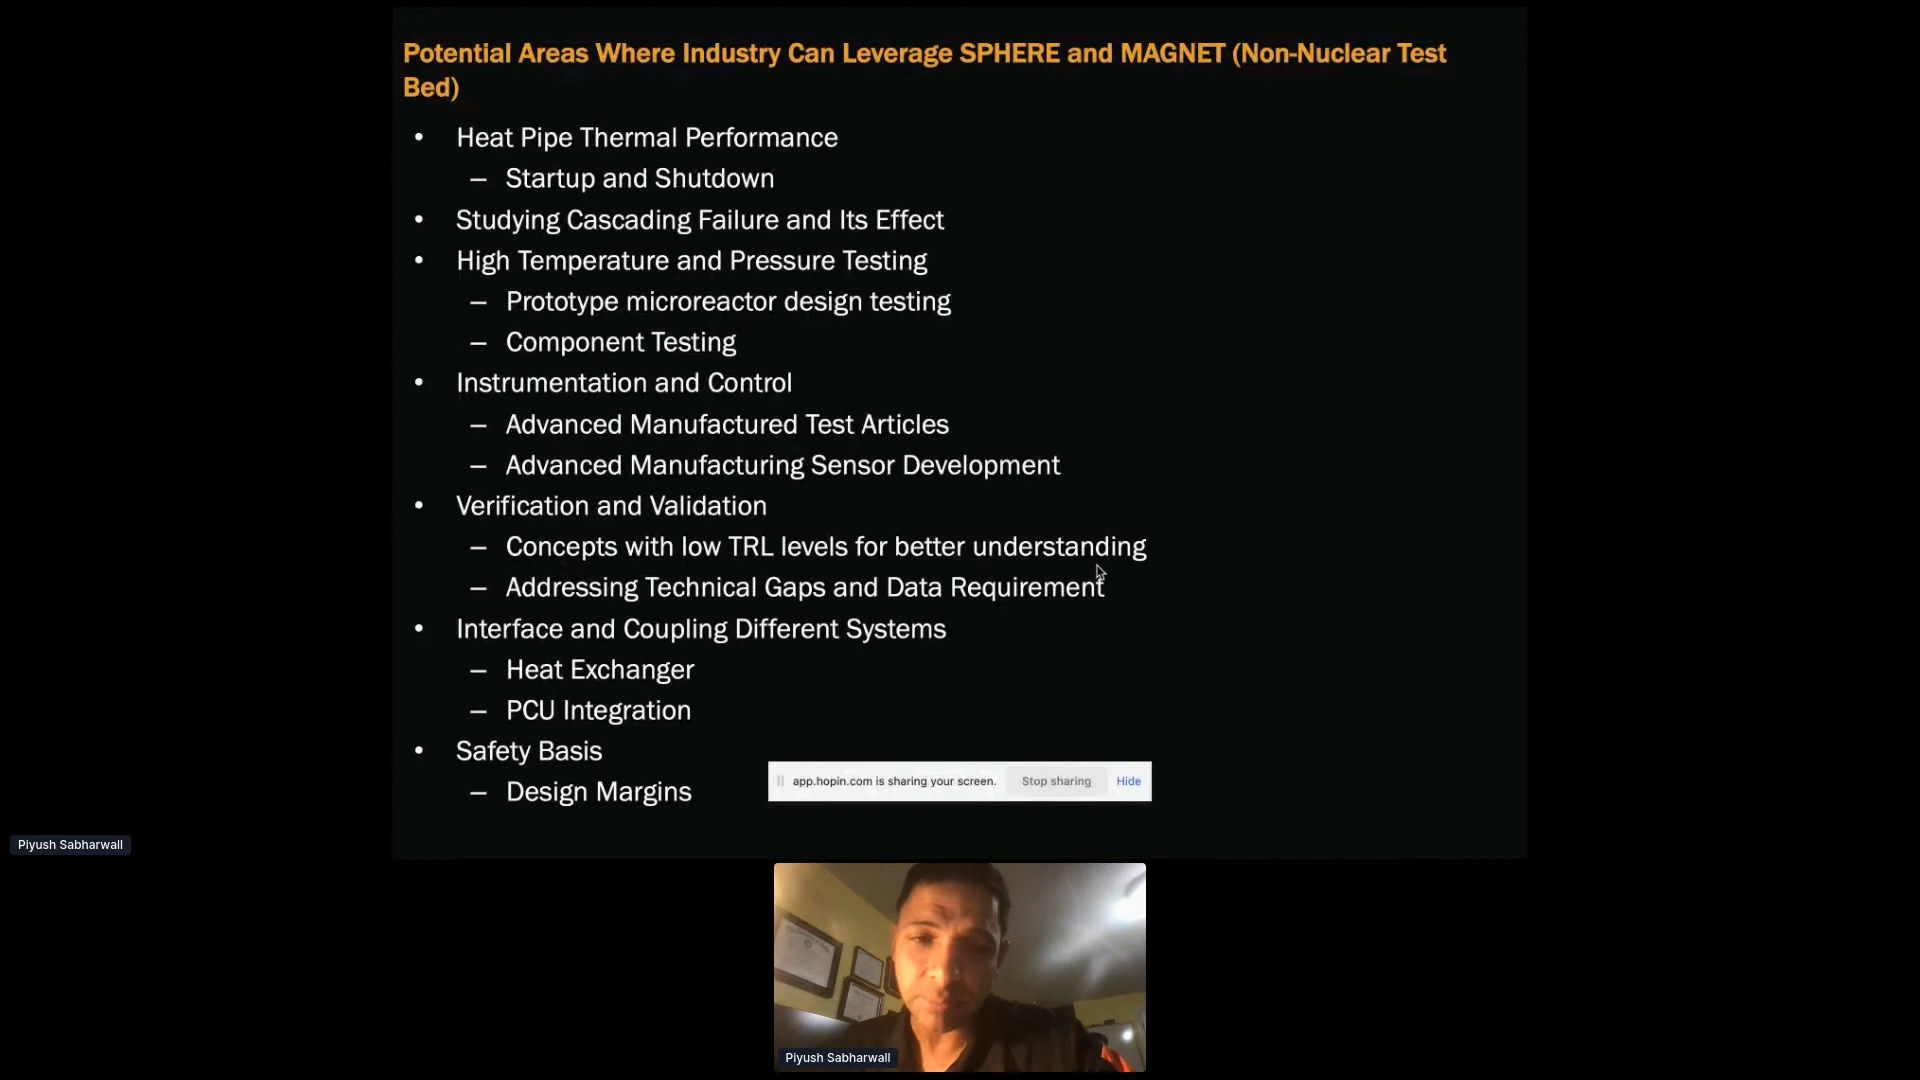 Potential Areas Where Industry Can Leverage SPHERE and MAGNET (Non-Nuclear Test
Bed)
• Heat Pipe Thermal Performance
– Startup and Shutdown
• Studying Cascading Failure and Its Effect
• High Temperature and Pressure Testing
– Prototype microreactor design testing
– Component Testing
• Instrumentation and Control
– Advanced Manufactured Test Articles
– Advanced Manufacturing Sensor Development
• Verification and Validation
– Concepts with low TRL levels for better understanding
– Addressing Technical Gaps and Data Requirement
• Interface and Coupling Different Systems
– Heat Exchanger
– PCU Integration
• Safety Basis
– Design Margins
app.hopin.com is sharing your screen. Stop sharing Hide
Piyush Sabharwall
Piyush Sabharwall